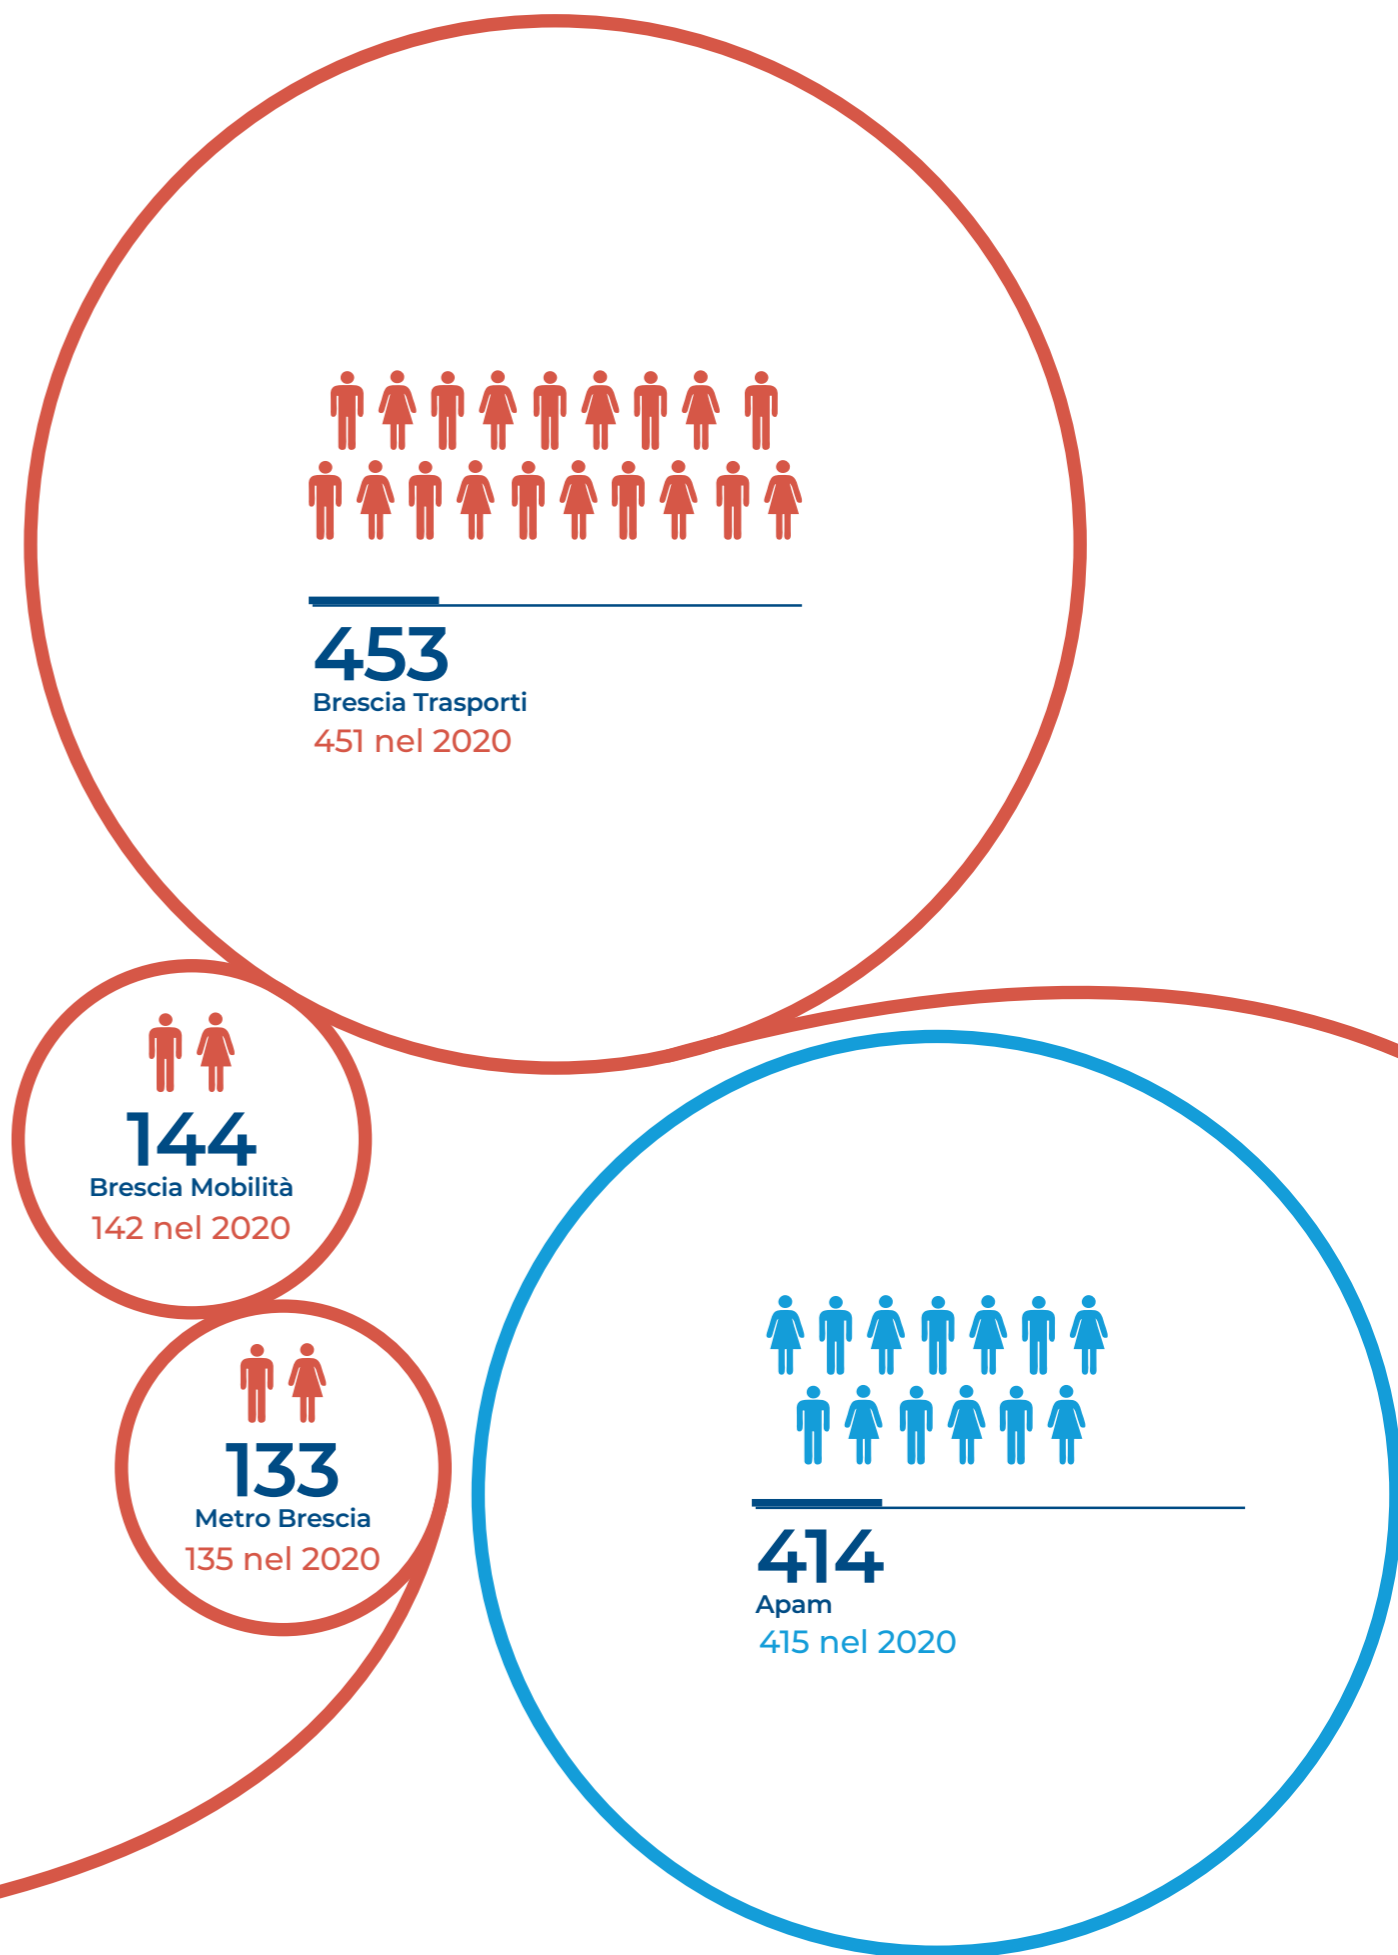 453
Brescia Trasporti
451 nel 2020
144
Brescia Mobilità
142 nel 2020
133
Metro Brescia
135 nel 2020
414
Apam
415 nel 2020